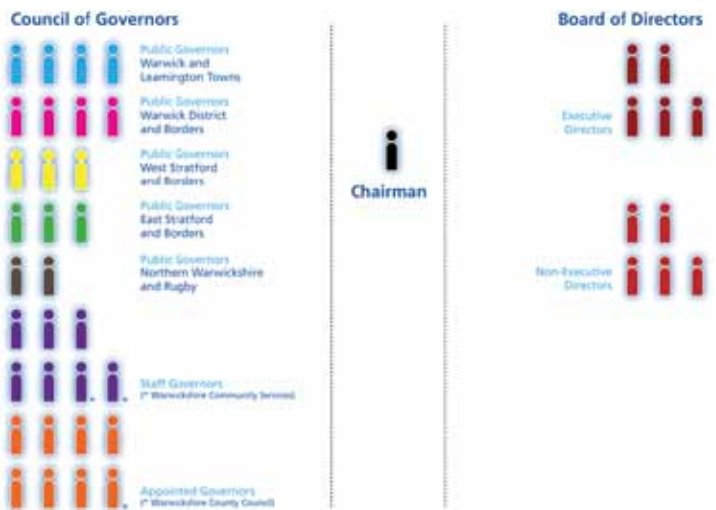 Council of Governors
Public Governors
Warwick and
Leamington Towns
Public Governors
Warwick District
and Borders
Public Governors
West Stratford
and Borders
Public Governors
East Stratford
and Borders
Public Governors
Northern Warwickshire
and Rugby
* *
Staff Governors
(* Warwickshire Community Services)
*
Appointed Governors
(* Warwickshire County Council)
Chairman
Board of Directors
Executive
Directors
Non-Executive
Directors